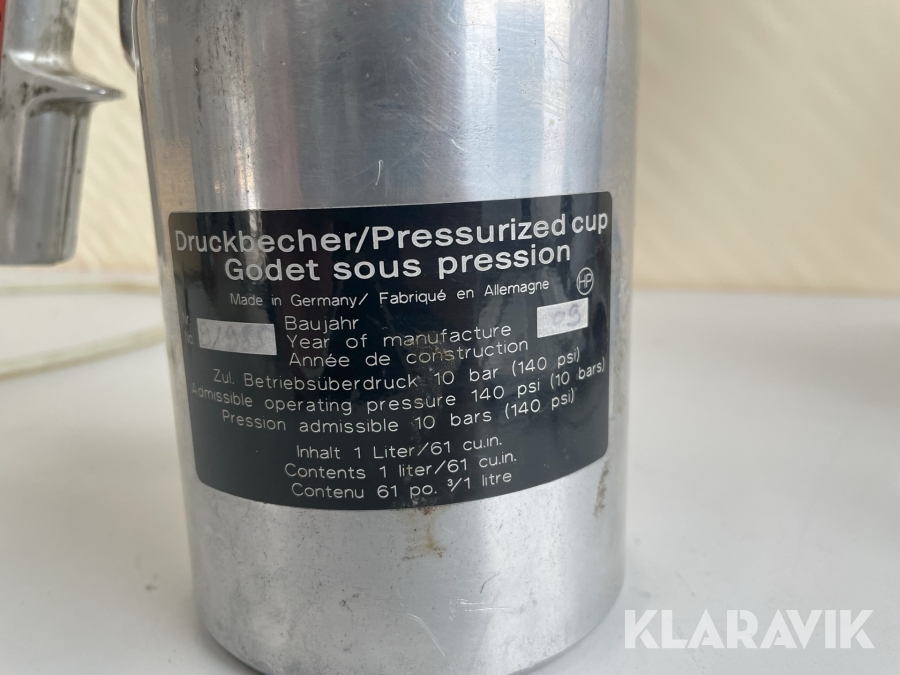 Druckbecher/Pressurized cup
Godet sous pression
Made in Germany/ Fabriqué en Allemagne
HP
Baujahr
Year of manufacture 09
Année de construction
Zul. Betriebsüberdruck 10 bar (140 psi)
Admissible operating pressure 140 psi (10 bars)
Pression admissible 10 bars (140 psi)
Inhalt 1 Liter/61 cu.in.
Contents 1 liter/61 cu.in.
Contenu 61 po. ³/1 litre
KLARAVIK